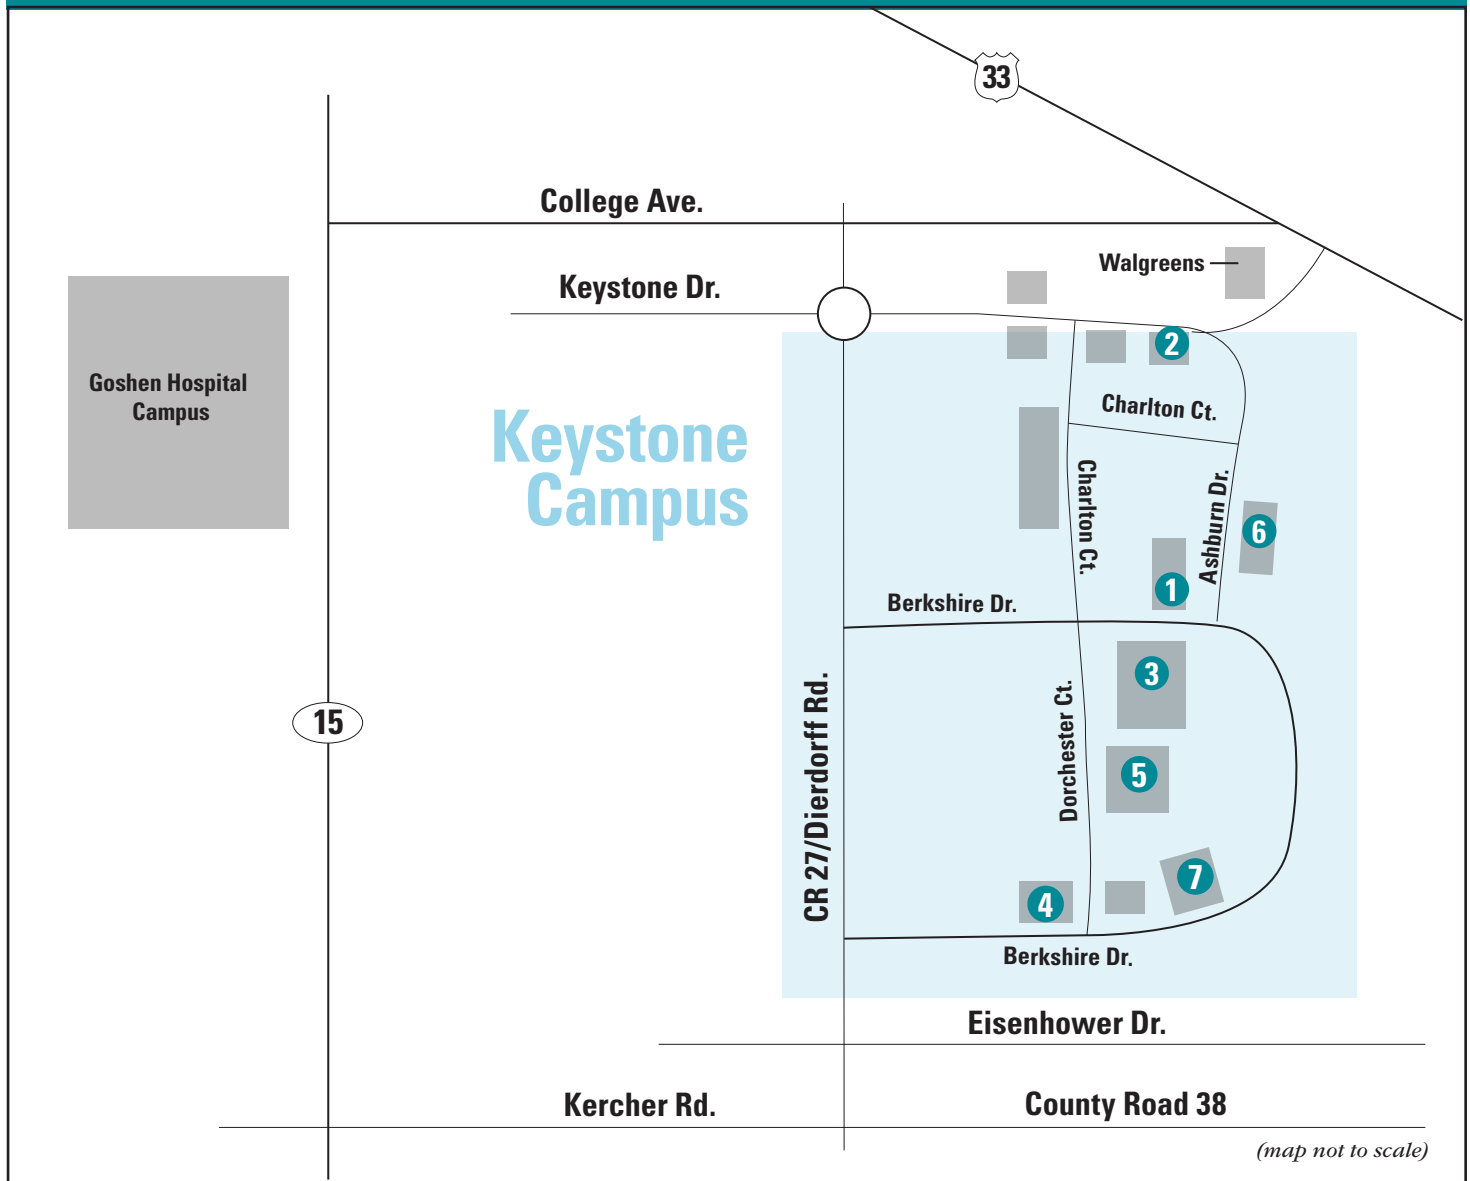 33
College Ave.
Walgreens
Keystone Dr.
2
Goshen Hospital
Campus
Keystone
Campus
Charlton Ct.
Charlton Ct.
Ashburn Dr.
6
1
Berkshire Dr.
3
15
CR 27/Dierdorff Rd.
Dorchester Ct.
5
7
4
Berkshire Dr.
Eisenhower Dr.
Kercher Rd.
County Road 38
(map not to scale)